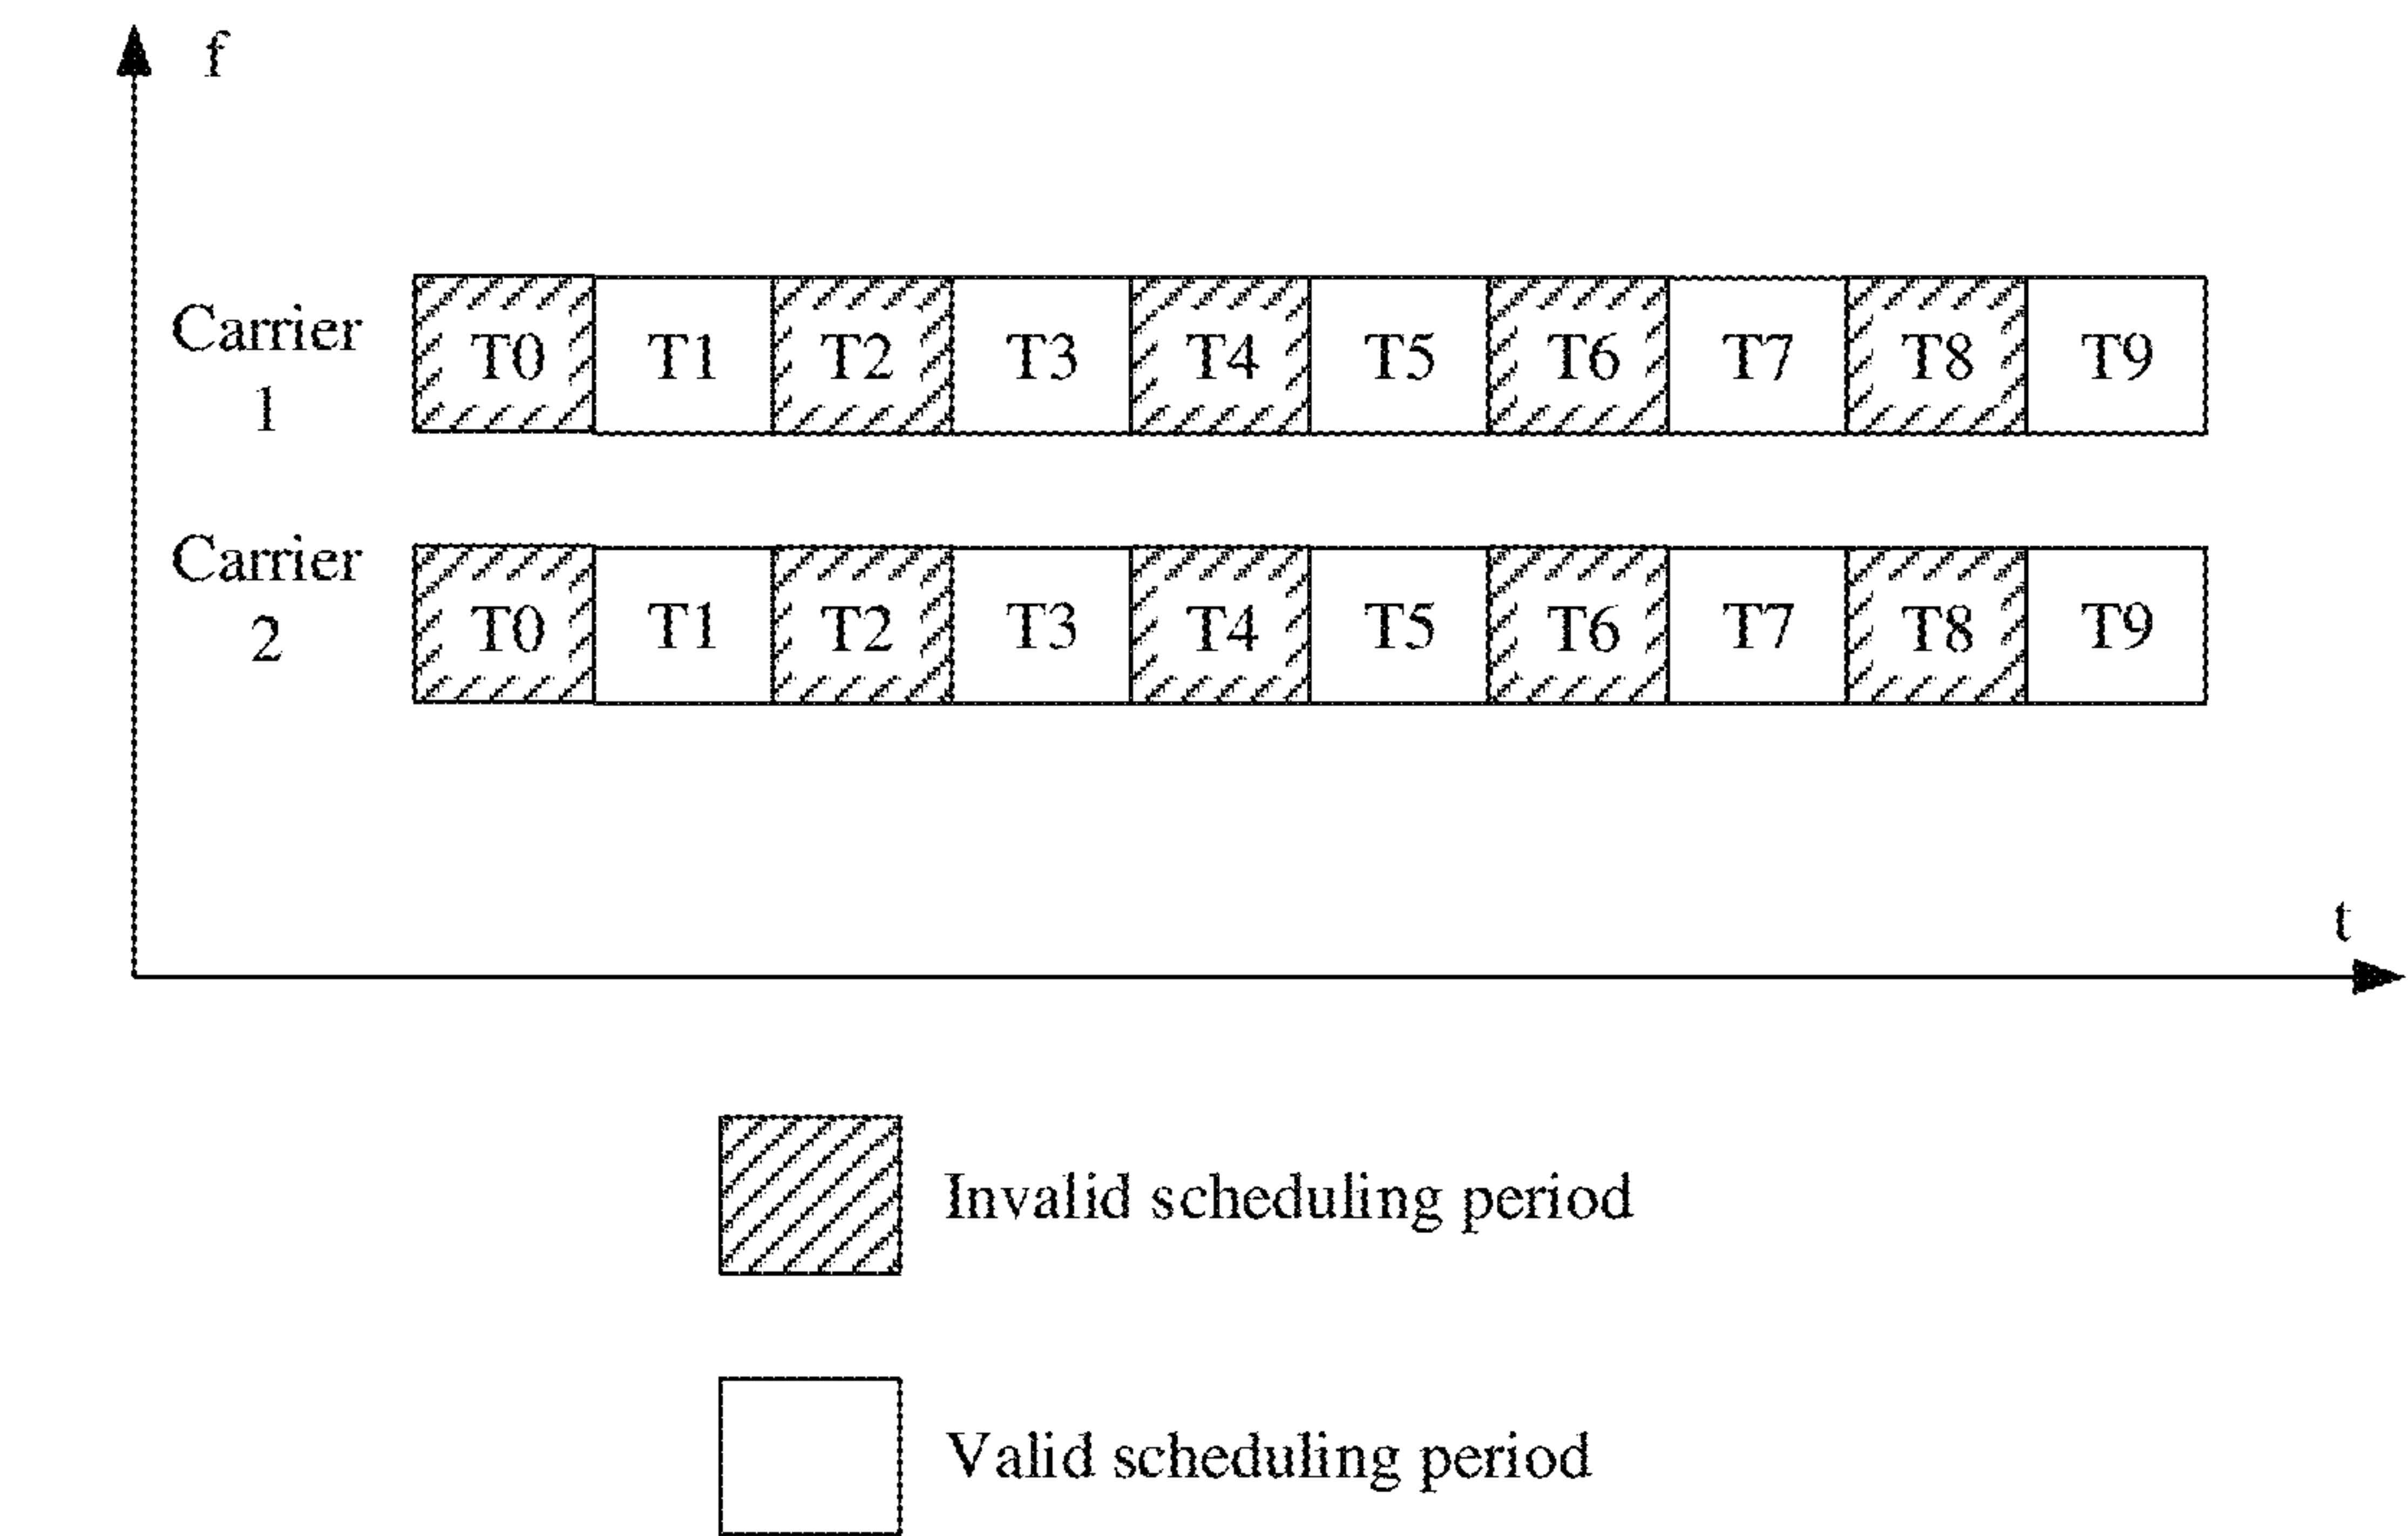 f
Carrier
1
T0 T1 T2 T3 T4 T5 T6 T7 T8 T9
Carrier
2
T0 T1 T2 T3 T4 T5 T6 T7 T8 T9
t
Invalid scheduling period
Valid scheduling period